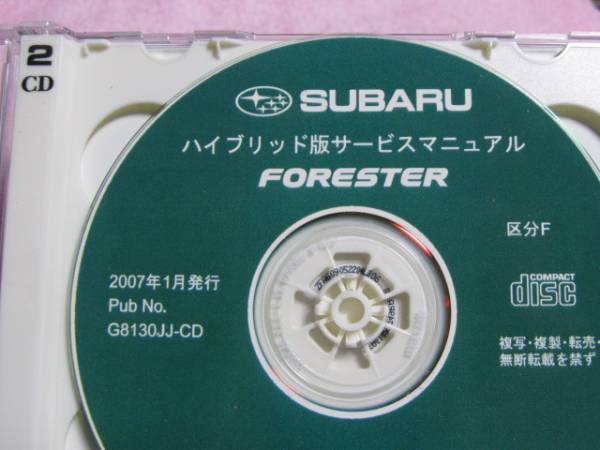 2
CD
SUBARU
ハイブリッド版サービスマニュアル
FORESTER
区分F
2007年1月発行
Pub No.
G8130JJ-CD
COMPACT
disc
複写・複製・転売・
無断転載を禁ず